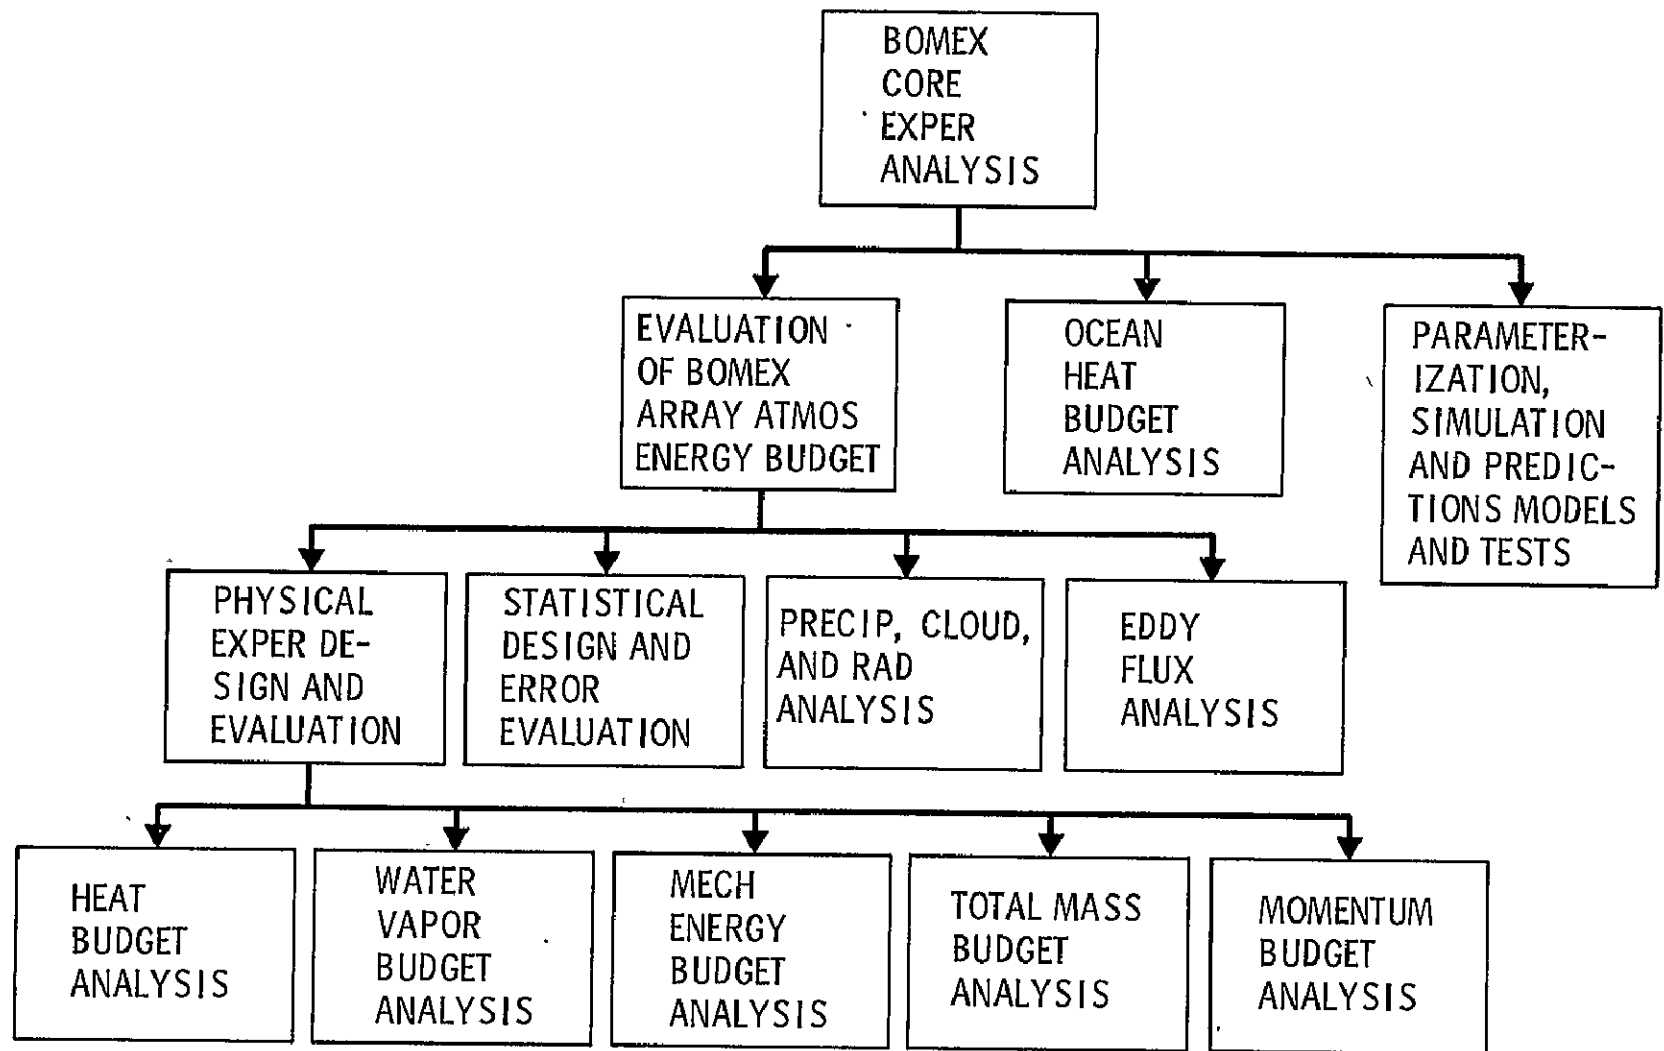 BOMEX
CORE
EXPER
ANALYSIS
EVALUATION
OF BOMEX
ARRAY ATMOS
ENERGY BUDGET
OCEAN
HEAT
BUDGET
ANALYSIS
PARAMETER-
IZATION,
SIMULATION
AND PREDIC-
TIONS MODELS
AND TESTS
PHYSICAL
EXPER DE-
SIGN AND
EVALUATION
STATISTICAL
DESIGN AND
ERROR
EVALUATION
PRECIP, CLOUD,
AND RAD
ANALYSIS
EDDY
FLUX
ANALYSIS
HEAT
BUDGET
ANALYSIS
WATER
VAPOR
BUDGET
ANALYSIS
MECH
ENERGY
BUDGET
ANALYSIS
TOTAL MASS
BUDGET
ANALYSIS
MOMENTUM
BUDGET
ANALYSIS